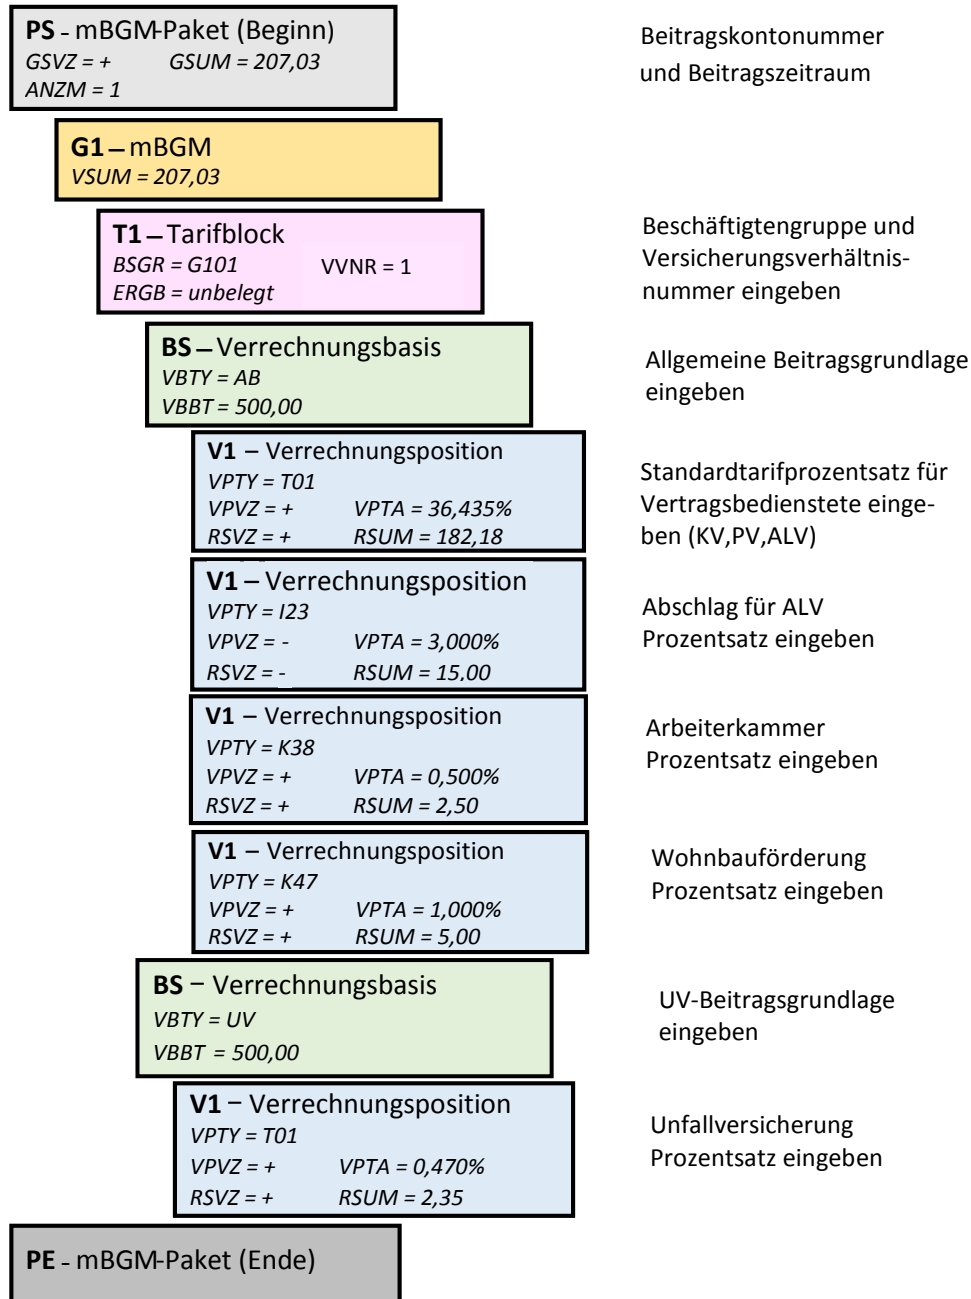 PS - mBGM-Paket (Beginn)
GSVZ = + GSUM = 207,03
ANZM = 1
Beitragskontonummer
und Beitragszeitraum
G1 – mBGM
VSUM = 207,03
T1 – Tarifblock
BSGR = G101 VVNR = 1
ERGB = unbelegt
Beschäftigtengruppe und
Versicherungsverhältnis-
nummer eingeben
BS – Verrechnungsbasis
VBTY = AB
VBBT = 500,00
Allgemeine Beitragsgrundlage
eingeben
V1 – Verrechnungsposition
VPTY = T01
VPVZ = + VPTA = 36,435%
RSVZ = + RSUM = 182,18
Standardtarifprozentsatz für
Vertragsbedienstete einge-
ben (KV,PV,ALV)
V1 – Verrechnungsposition
VPTY = I23
VPVZ = - VPTA = 3,000%
RSVZ = - RSUM = 15,00
Abschlag für ALV
Prozentsatz eingeben
V1 – Verrechnungsposition
VPTY = K38
VPVZ = + VPTA = 0,500%
RSVZ = + RSUM = 2,50
Arbeiterkammer
Prozentsatz eingeben
V1 – Verrechnungsposition
VPTY = K47
VPVZ = + VPTA = 1,000%
RSVZ = + RSUM = 5,00
Wohnbauförderung
Prozentsatz eingeben
BS – Verrechnungsbasis
VBTY = UV
VBBT = 500,00
UV-Beitragsgrundlage
eingeben
V1 – Verrechnungsposition
VPTY = T01
VPVZ = + VPTA = 0,470%
RSVZ = + RSUM = 2,35
Unfallversicherung
Prozentsatz eingeben
PE - mBGM-Paket (Ende)